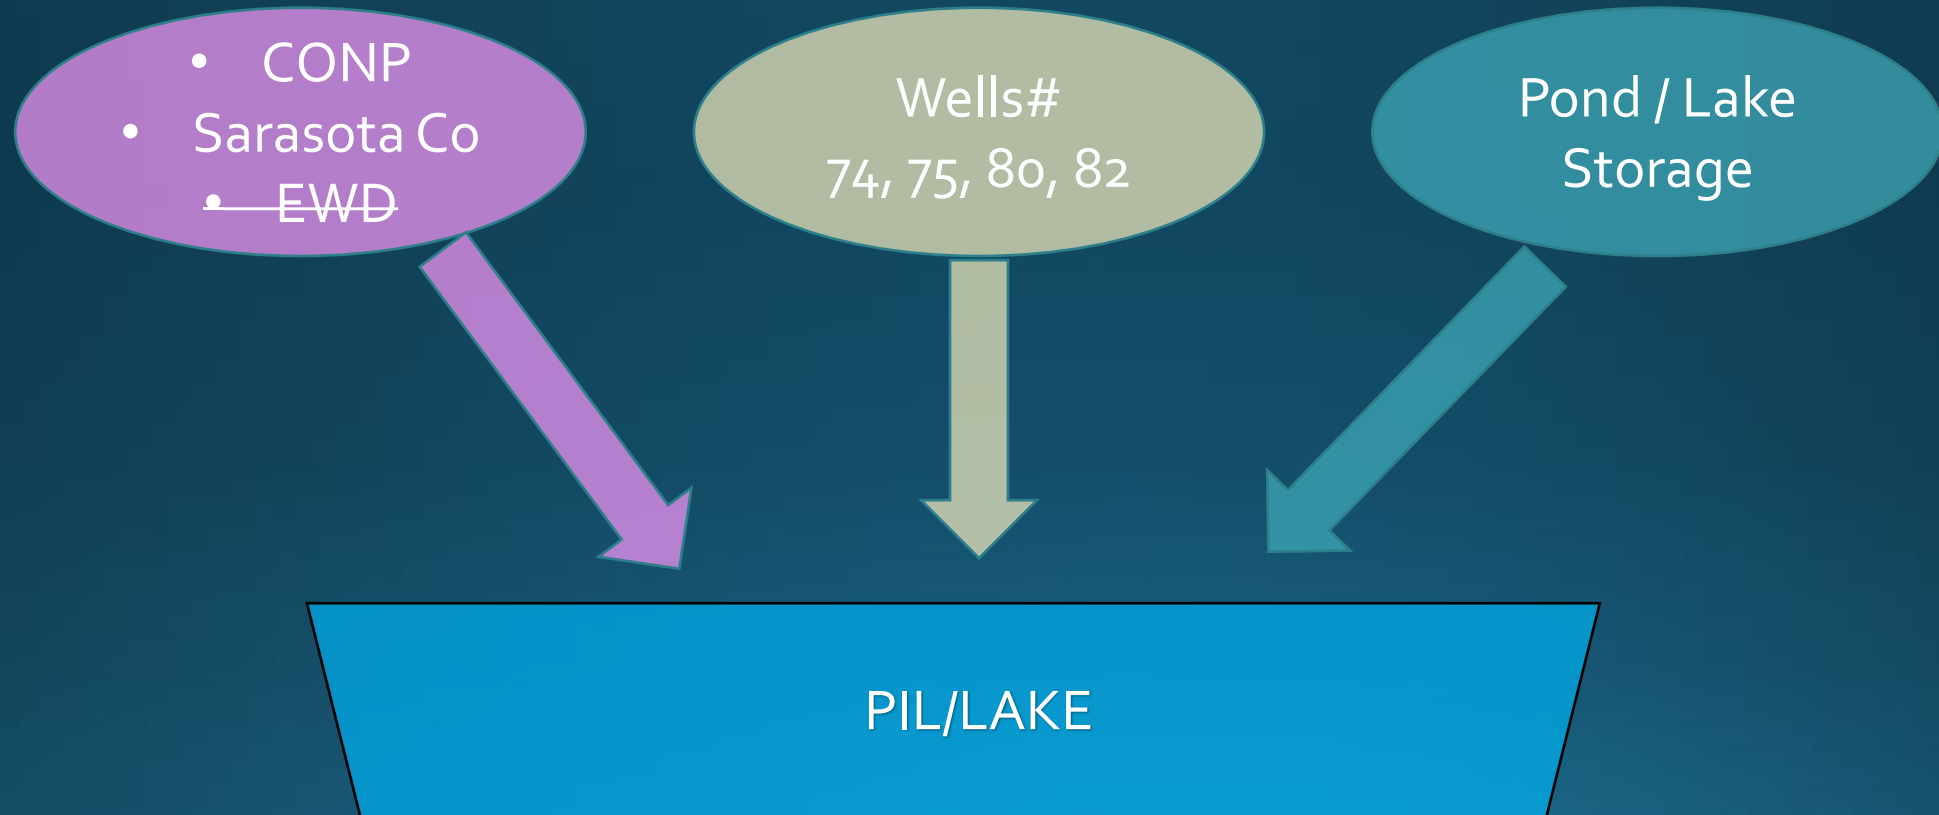 • CONP
• Sarasota Co
• EWD
Wells#
74, 75, 80, 82
Pond / Lake
Storage
PIL/LAKE